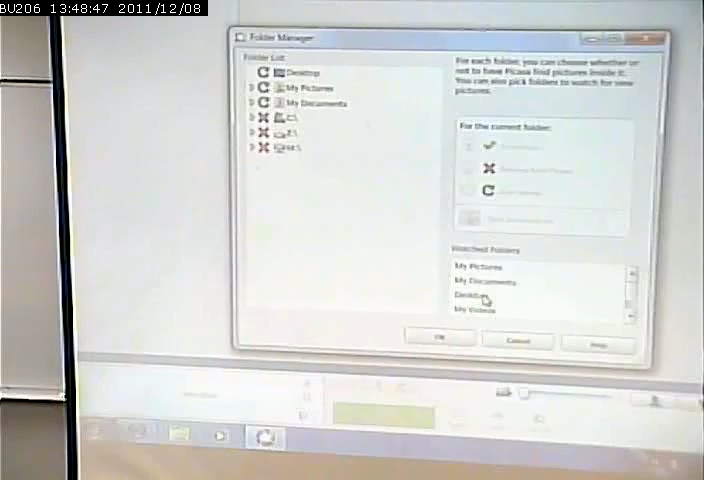 BU206 13:48:47 2011/12/08
Folder Manager
Folder List
Desktop
My Pictures
My Documents
C:\
For each folder, you can choose whether or
not to have Picasa find pictures inside it.
You can also pick folders to watch for new
pictures.
For the current folder:
Watched Folders
My Pictures
My Documents
Desktop
My Videos
OK
Cancel
Help